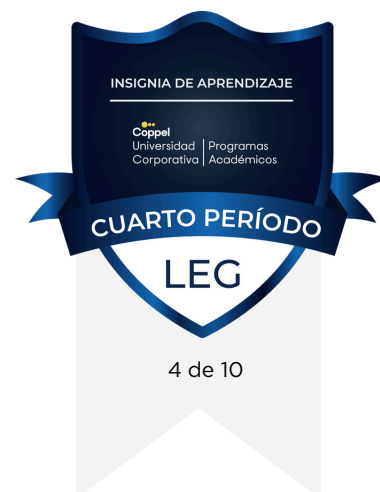 INSIGNIA DE APRENDIZAJE
Coppel
Universidad | Programas
Corporativa | Académicos
CUARTO PERÍODO
LEG
4 de 10